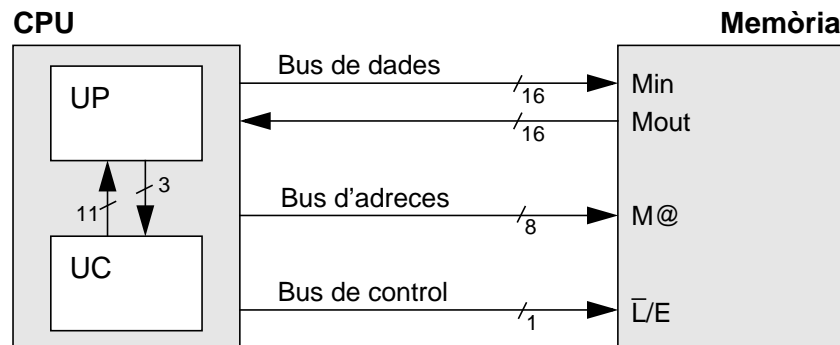 CPU
Memòria
Bus de dades
UP
16
Min
16
Mout
3
11
Bus d'adreces
8
M@
UC
Bus de control
1
L̅/E